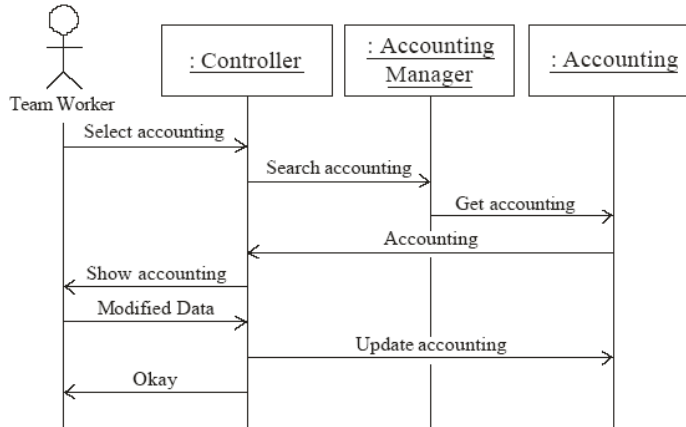 : Controller
: Accounting
Manager
: Accounting
Team Worker
Select accounting
Search accounting
Get accounting
Accounting
Show accounting
Modified Data
Update accounting
Okay